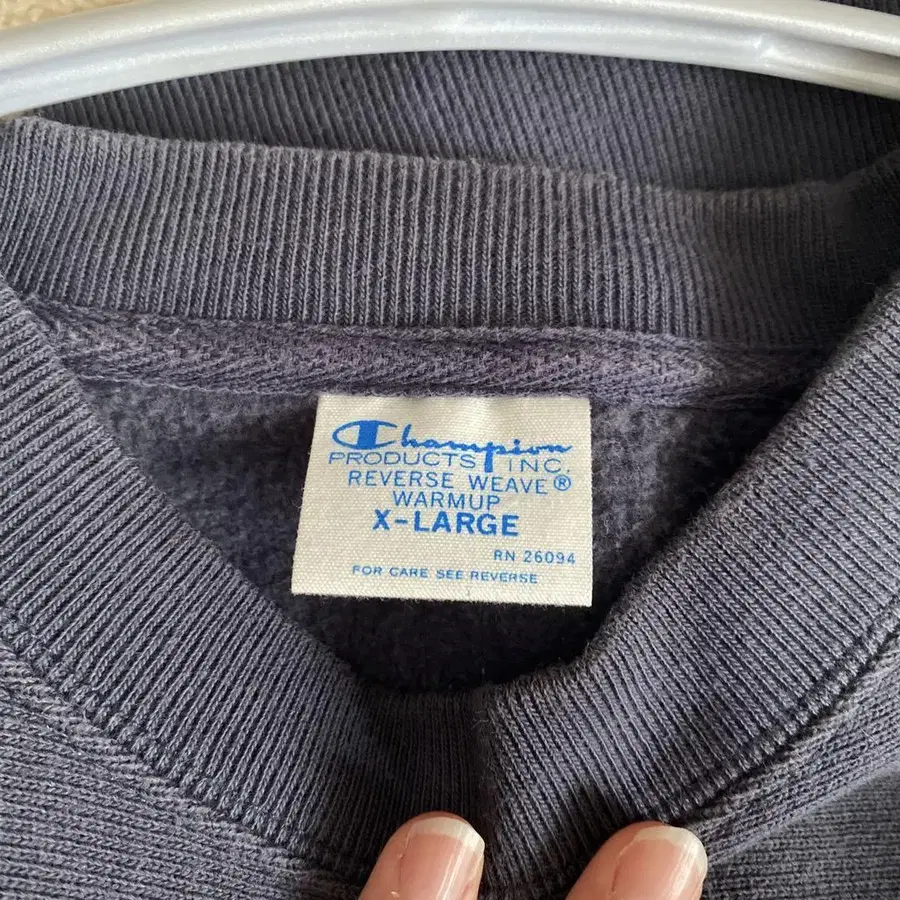 Champion
PRODUCTS INC.
REVERSE WEAVE®
WARMUP
X-LARGE
RN 26094
FOR CARE SEE REVERSE